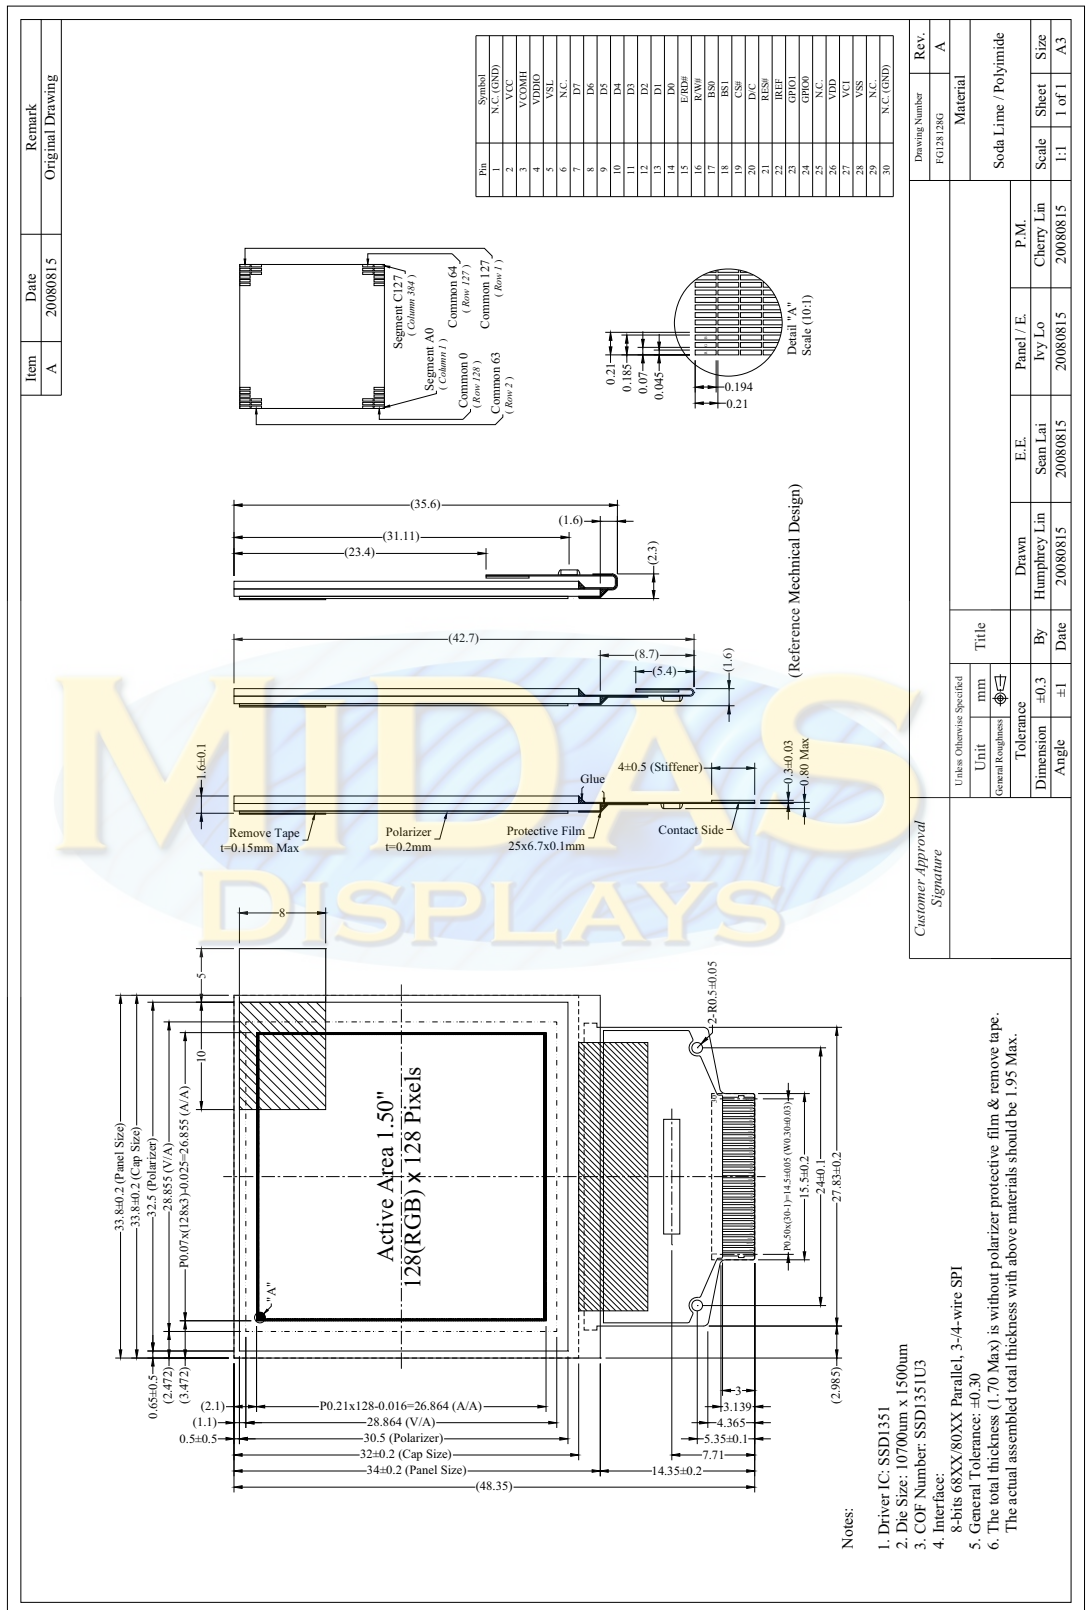 Item Date Remark
A 20080815 Original Drawing
33.8±0.2 (Panel Size)
33.8±0.2 (Cap Size)
32.5 (Polarizer)
28.855 (V/A)
P0.07x(128x3)-0.025=26.855 (A/A)
0.65±0.5
(2.472)
(3.472)
10
5
8
"A"
Active Area 1.50"
128(RGB) x 128 Pixels
(2.1)
P0.21x128-0.016=26.864 (A/A)
(1.1)
28.864 (V/A)
0.5±0.5
30.5 (Polarizer)
32±0.2 (Cap Size)
34±0.2 (Panel Size)
14.35±0.2
(48.35)
3
3.139
4.365
5.35±0.1
7.71
2-R0.5±0.05
P0.50x(30-1)=14.5±0.05 (W0.30±0.03)
15.5±0.2
24±0.1
27.83±0.2
(2.985)
1.6±0.1
Remove Tape
t=0.15mm Max
Polarizer
t=0.2mm
Glue
Protective Film
25x6.7x0.1mm
4±0.5 (Stiffener)
Contact Side
0.3±0.03
0.80 Max
(42.7)
(8.7)
(5.4)
(1.6)
(35.6)
(31.11)
(23.4)
(1.6)
(2.3)
(Reference Mechnical Design)
Segment A0
( Column 1 )
Common 0
( Row 128 )
Common 63
( Row 2 )
Segment C127
( Column 384 )
Common 64
( Row 127 )
Common 127
( Row 1 )
0.21
0.185
0.07
0.045
0.194
0.21
Detail "A"
Scale (10:1)
Pin Symbol
1 N.C. (GND)
2 VCC
3 VCOMH
4 VDDIO
5 VSL
6 N.C.
7 D7
8 D6
9 D5
10 D4
11 D3
12 D2
13 D1
14 D0
15 E/RD#
16 R/W#
17 BS0
18 BS1
19 CS#
20 D/C
21 RES#
22 IREF
23 GPIO1
24 GPIO0
25 N.C.
26 VDD
27 VCI
28 VSS
29 N.C.
30 N.C. (GND)
MIDAS
DISPLAYS
Notes:
1. Driver IC: SSD1351
2. Die Size: 10700um x 1500um
3. COF Number: SSD1351U3
4. Interface:
8-bits 68XX/80XX Parallel, 3-/4-wire SPI
5. General Tolerance: ±0.30
6. The total thickness (1.70 Max) is without polarizer protective film & remove tape.
The actual assembled total thickness with above materials should be 1.95 Max.
Customer Approval
Signature
Unless Otherwise Specified
Unit mm
General Roughness
Tolerance
Dimension ±0.3
Angle ±1
Title
By Humphrey Lin Sean Lai Ivy Lo Cherry Lin
Date 20080815 20080815 20080815 20080815
Drawn E.E. Panel / E. P.M.
Drawing Number Rev.
FG128128G A
Material
Soda Lime / Polyimide
Scale Sheet Size
1:1 1 of 1 A3